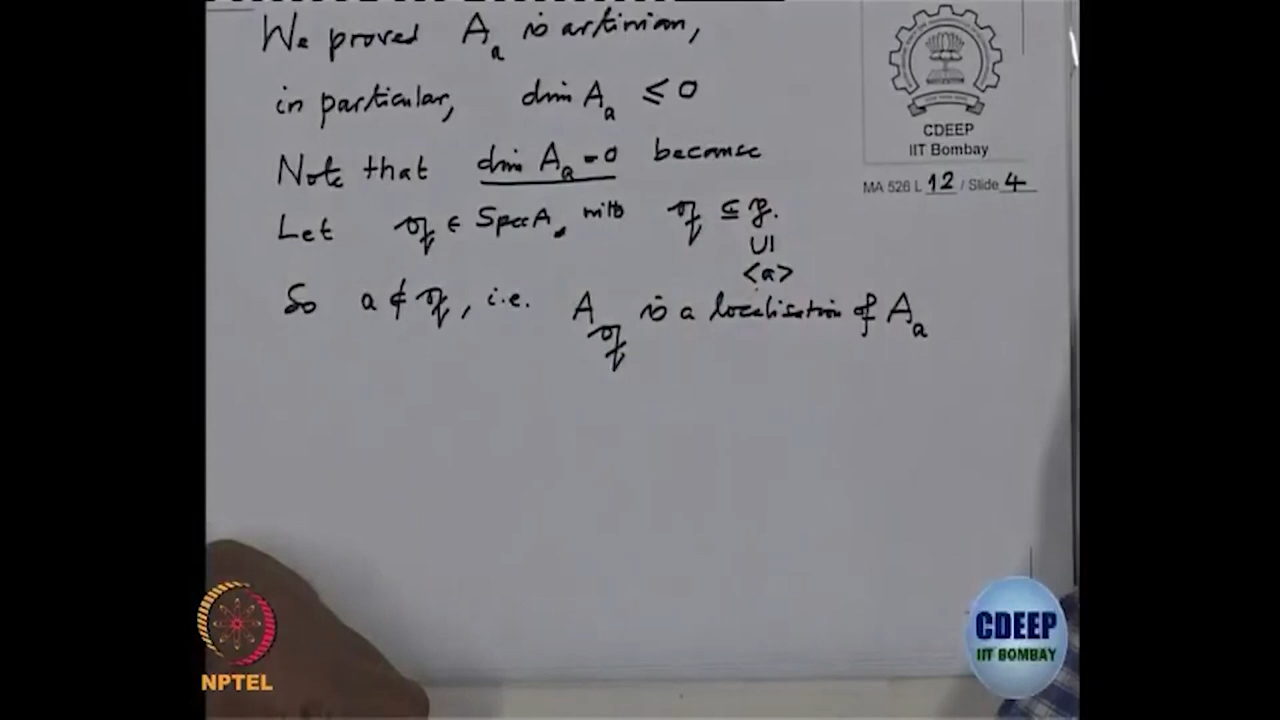 We proved A_a is artinian,
in particular, dim A_a ≤ 0
Note that dim A_a = 0 because
Let 𝔮 ∈ Spec A, with 𝔮 ⊆ 𝔭.
∪|
<a>
So a ∉ 𝔮, i.e. A_𝔮 is a localisation of A_a
CDEEP
IIT Bombay
MA 526 L 12 / Slide 4
NPTEL
CDEEP
IIT BOMBAY